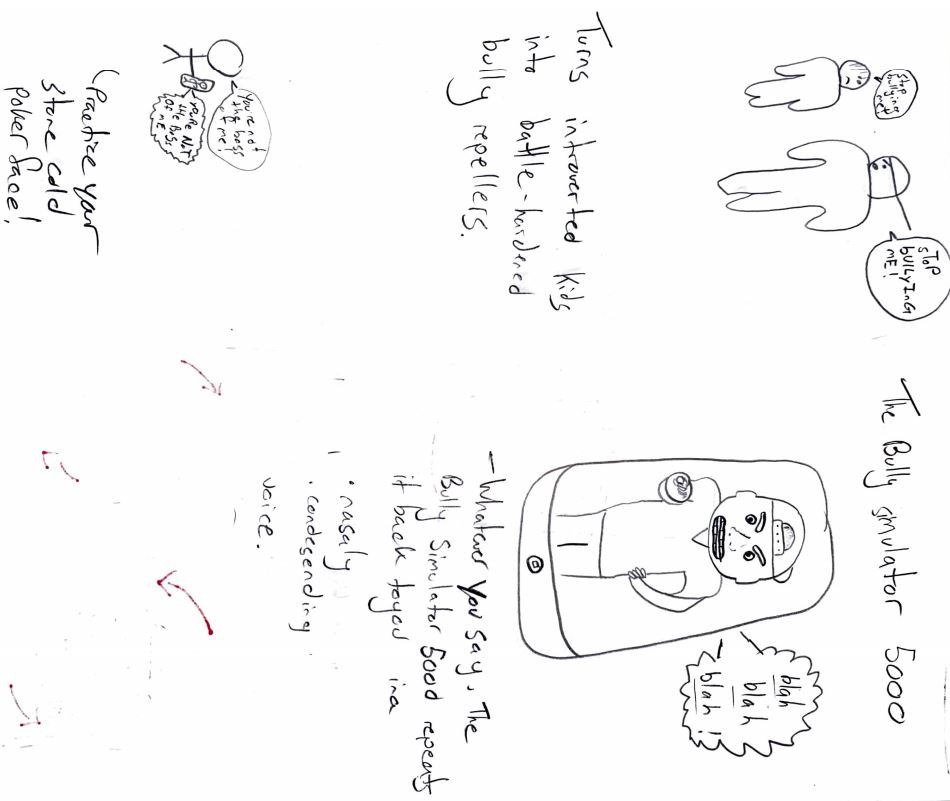 Stop
bullying
me!
STOP
bULLyInG
ME!
The Bully simulator 5000
blah
blah
blah!
Turns introverted Kids
into battle-hardered
bully repellers.
- Whatever you say, The
Bully Simulator 5000 repeats
it back to you in a
· nasaly
· condesending
voice.
You're not
the boss
of me!
YOURe NoT
tHe BoSS
Of mE
Practice your
stone cold
poker face!